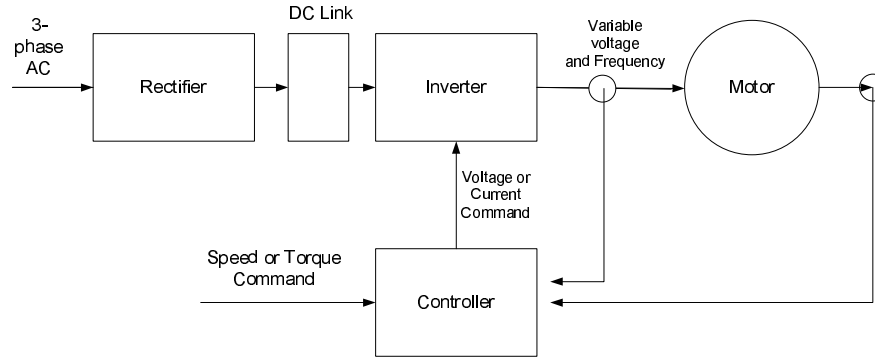 3-
phase
AC
Rectifier
DC Link
Inverter
Variable
voltage
and Frequency
Motor
Voltage or
Current
Command
Speed or Torque
Command
Controller